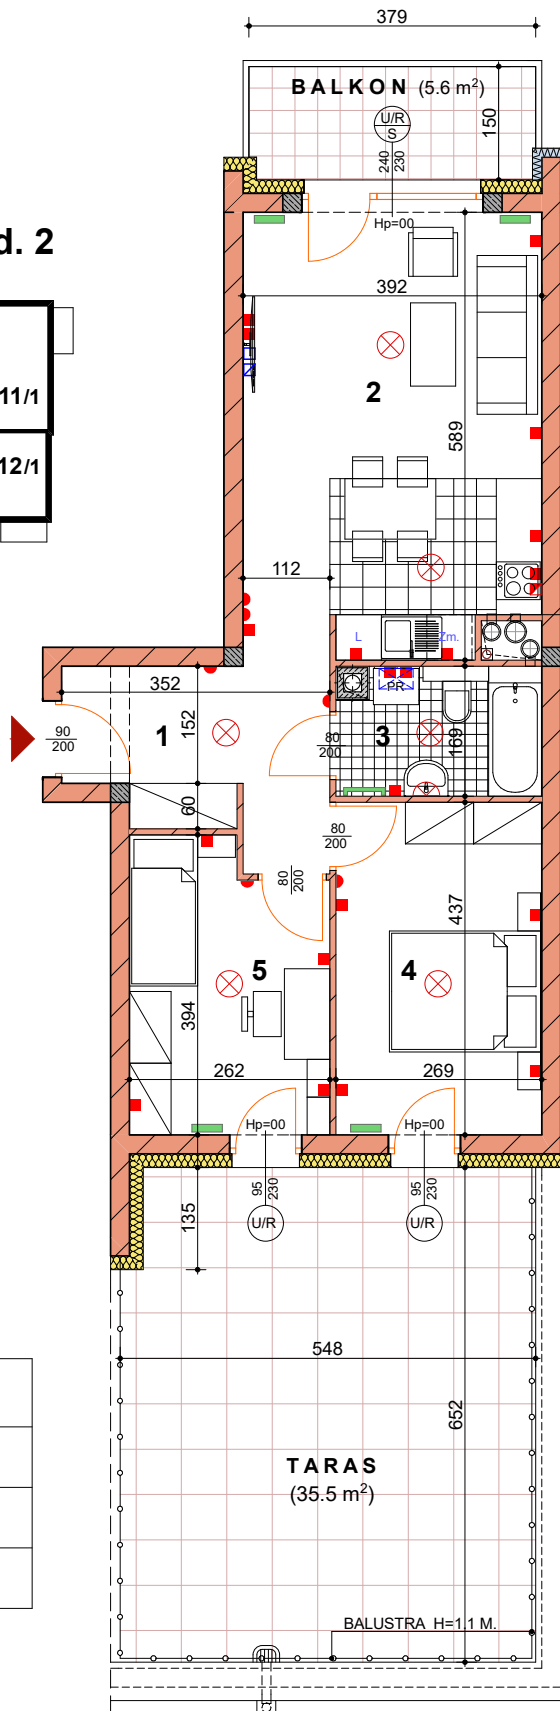 379
BALKON (5.6 m²)
U/R
S
150
240
230
Hp=00
d. 2
392
11/1
2
12/1
589
112
L
Zm.
352
PR
90
200
1
152
80
200
3
169
60
80
200
80
200
437
5
4
394
262
269
Hp=00
Hp=00
95
230
95
230
135
U/R
U/R
548
652
TARAS
(35.5 m²)
BALUSTRA H=1.1 M.